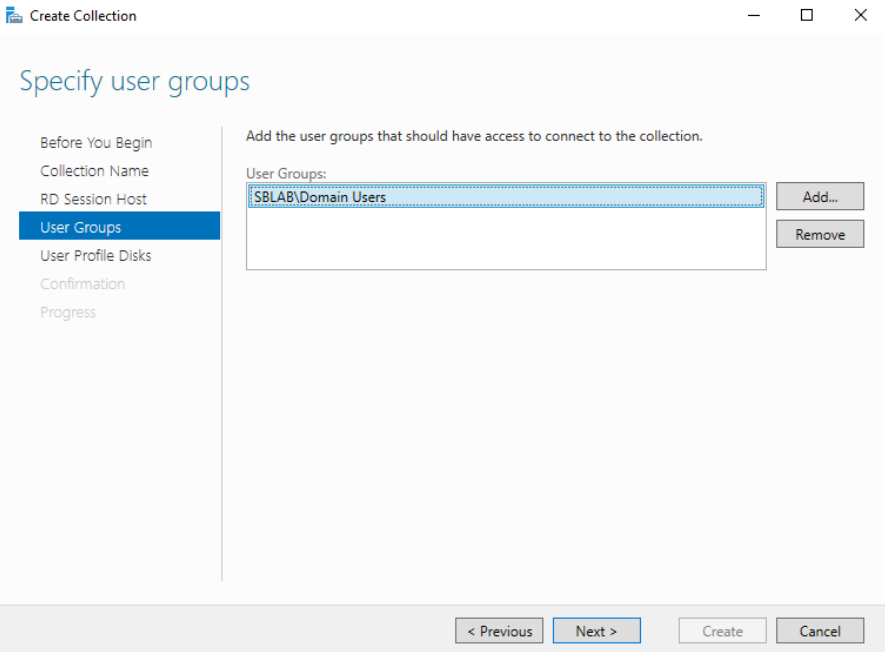 Create Collection
Specify user groups
Before You Begin
Collection Name
RD Session Host
User Groups
User Profile Disks
Confirmation
Progress
Add the user groups that should have access to connect to the collection.
User Groups:
SBLAB\Domain Users
Add...
Remove
< Previous
Next >
Create
Cancel